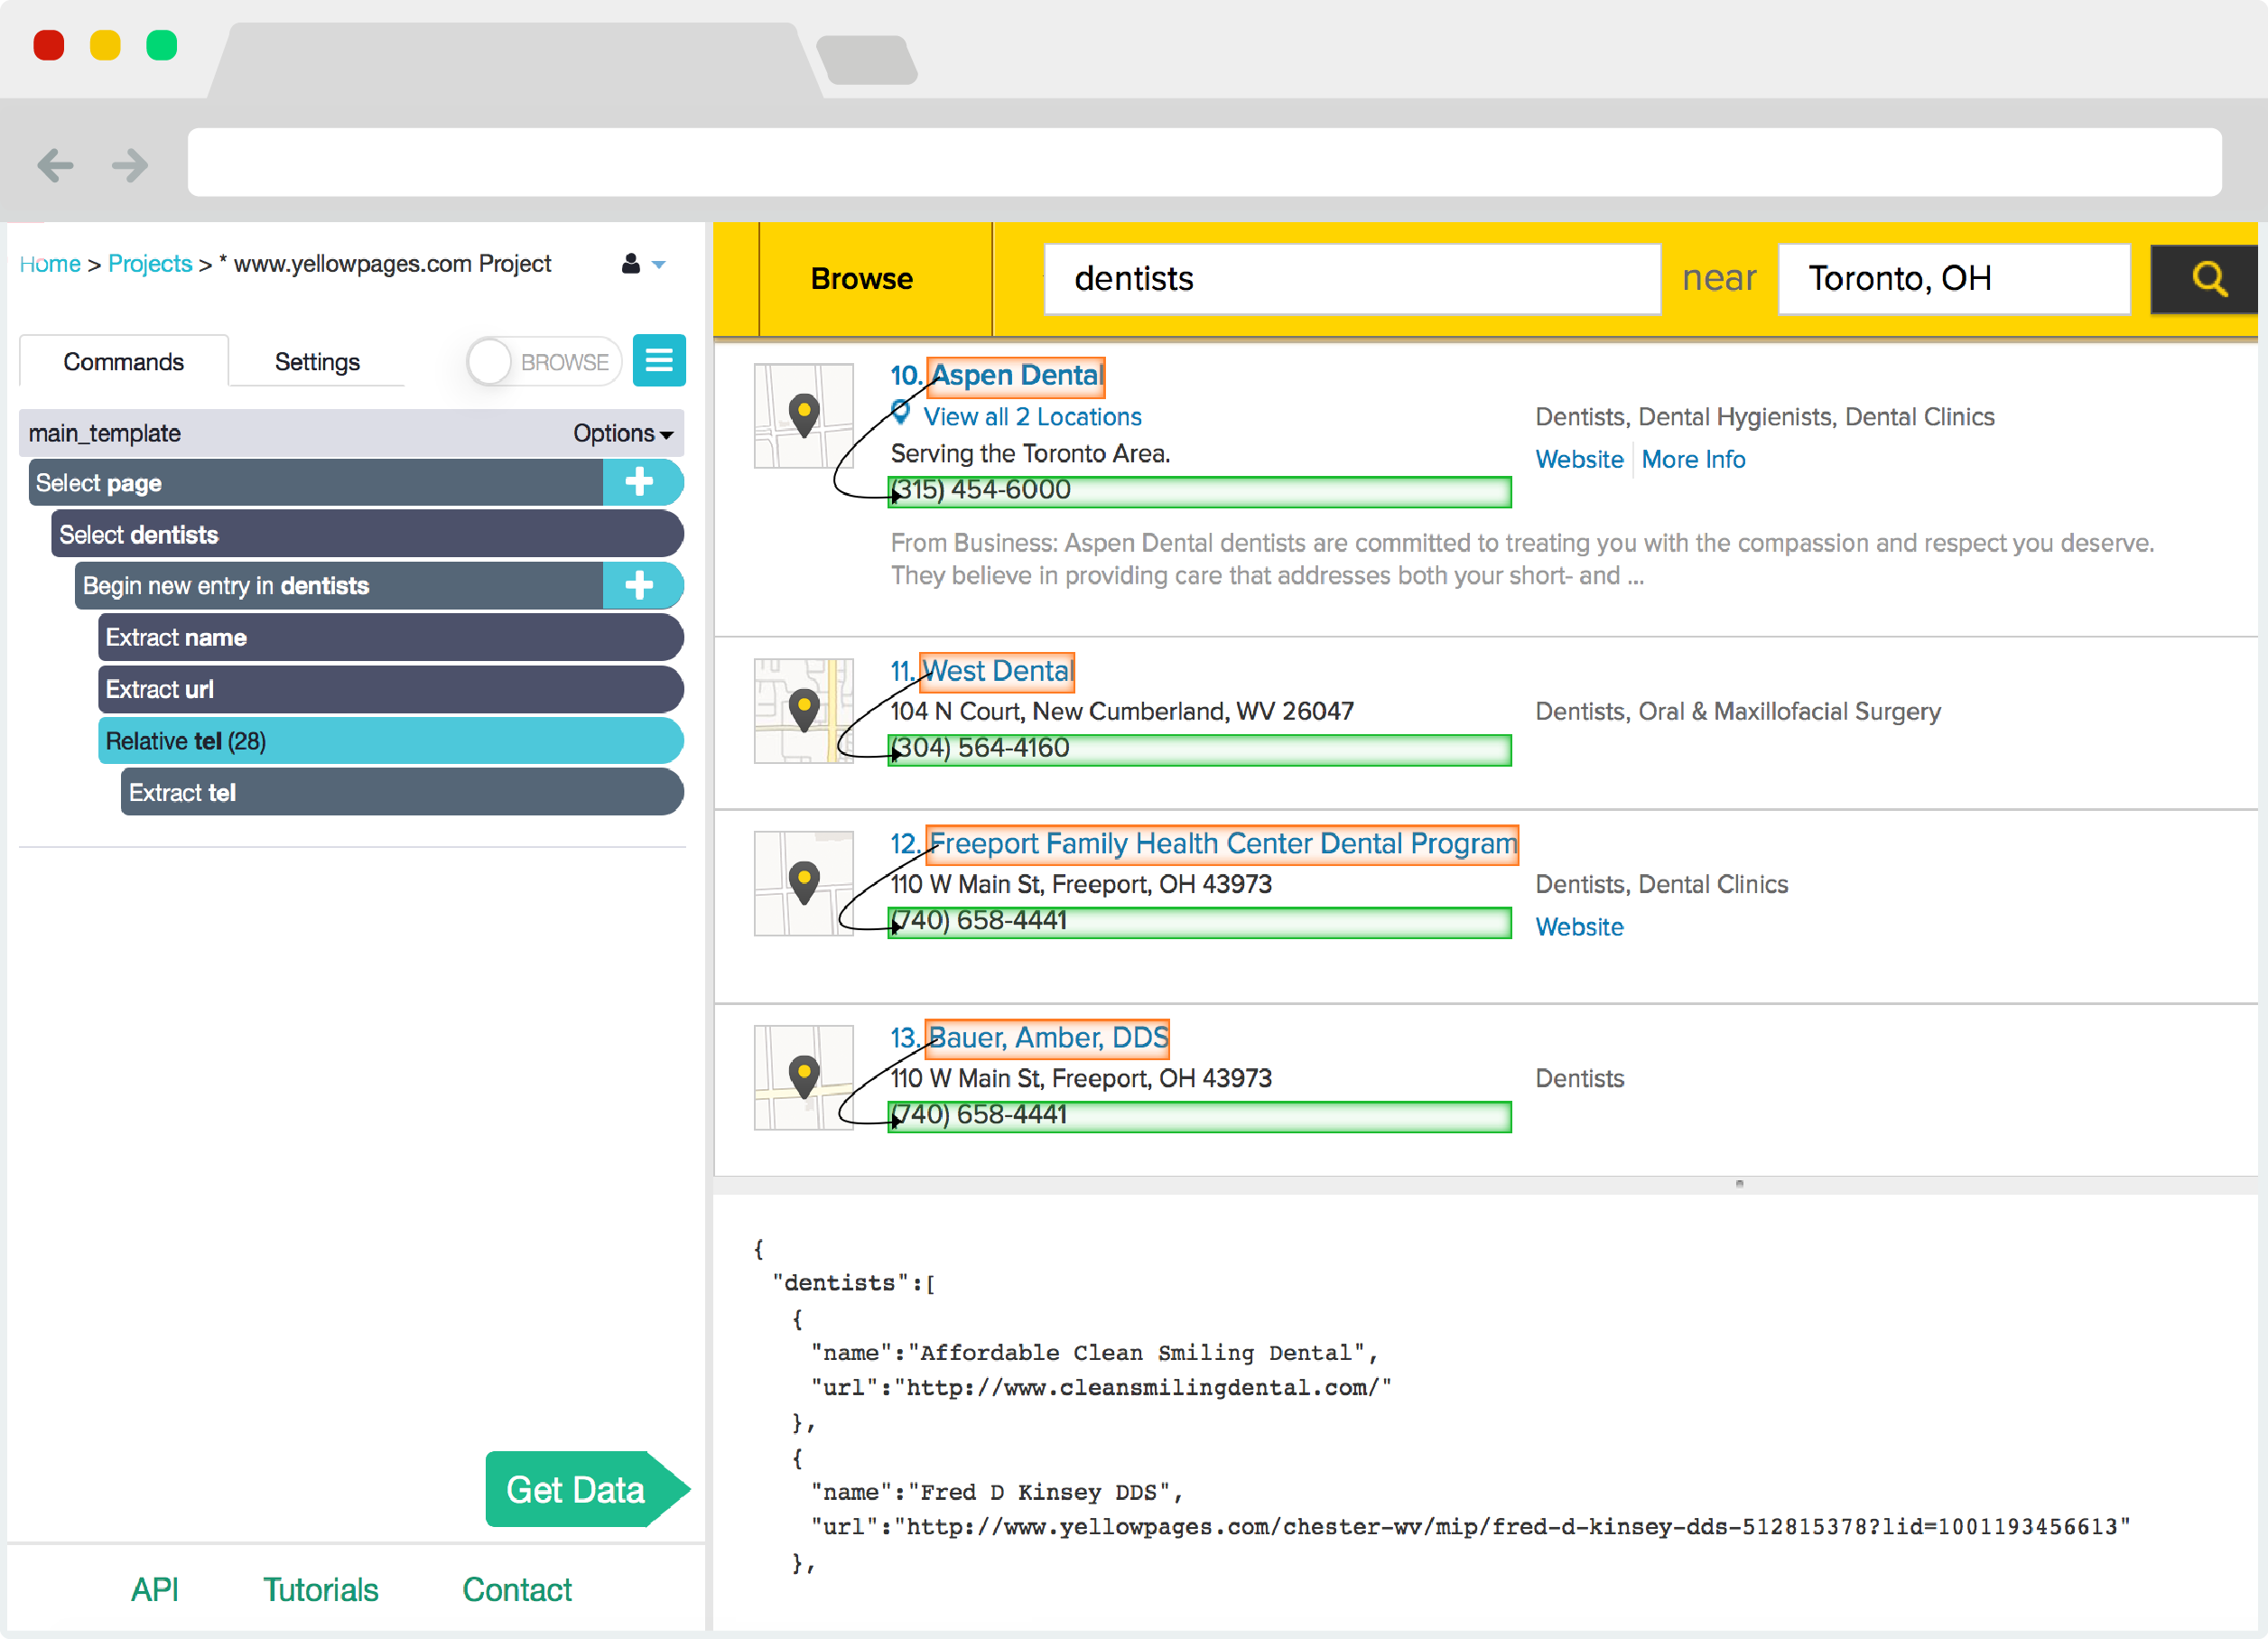 Home > Projects > * www.yellowpages.com Project
Commands
Settings
BROWSE
main_template
Options
Select page
Select dentists
Begin new entry in dentists
Extract name
Extract url
Relative tel (28)
Extract tel
Get Data
API
Tutorials
Contact
Browse
dentists
near
Toronto, OH
10. Aspen Dental
View all 2 Locations
Serving the Toronto Area.
(315) 454-6000
Dentists, Dental Hygienists, Dental Clinics
Website
More Info
From Business: Aspen Dental dentists are committed to treating you with the compassion and respect you deserve.
They believe in providing care that addresses both your short- and ...
11. West Dental
104 N Court, New Cumberland, WV 26047
(304) 564-4160
Dentists, Oral & Maxillofacial Surgery
12. Freeport Family Health Center Dental Program
110 W Main St, Freeport, OH 43973
(740) 658-4441
Dentists, Dental Clinics
Website
13. Bauer, Amber, DDS
110 W Main St, Freeport, OH 43973
(740) 658-4441
Dentists
{
"dentists":[
{
"name":"Affordable Clean Smiling Dental",
"url":"http://www.cleansmilingdental.com/"
},
{
"name":"Fred D Kinsey DDS",
"url":"http://www.yellowpages.com/chester-wv/mip/fred-d-kinsey-dds-512815378?lid=1001193456613"
},